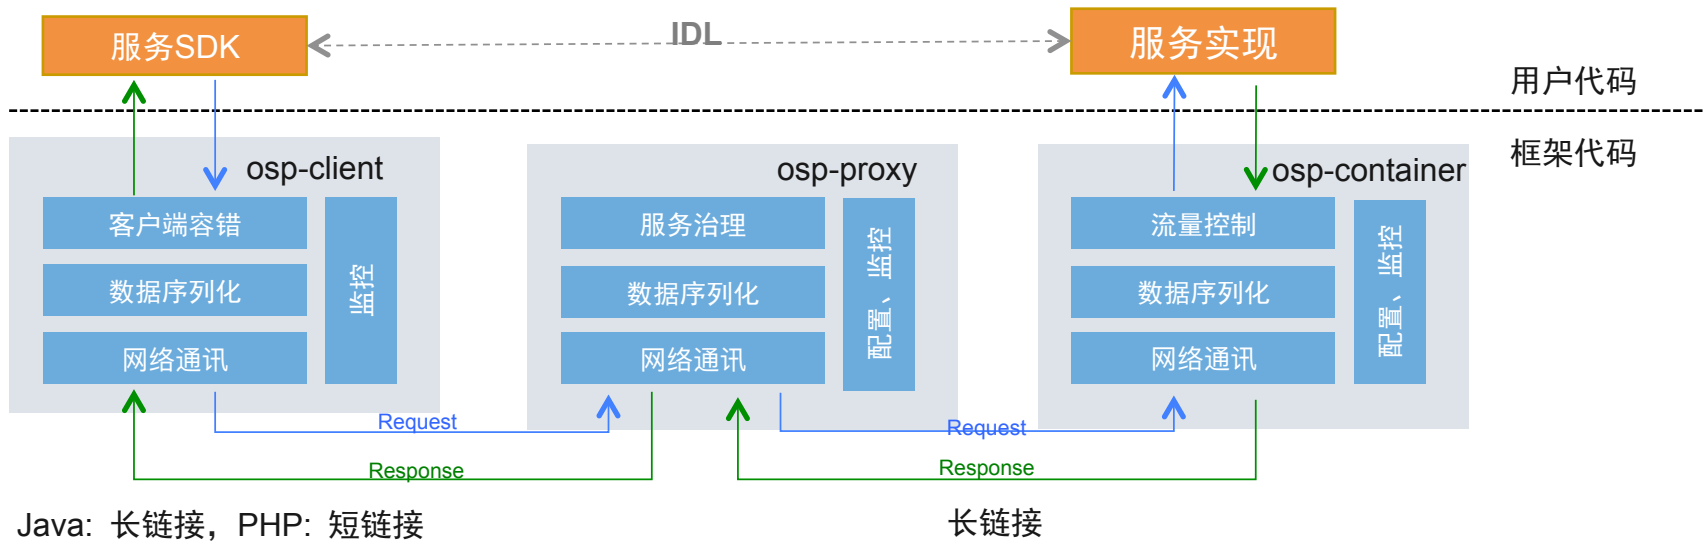 服务SDK
IDL
服务实现
用户代码
框架代码
osp-client
客户端容错
数据序列化
网络通讯
监控
osp-proxy
服务治理
数据序列化
网络通讯
配置、监控
osp-container
流量控制
数据序列化
网络通讯
配置、监控
Request
Response
Request
Response
Java: 长链接，PHP: 短链接
长链接